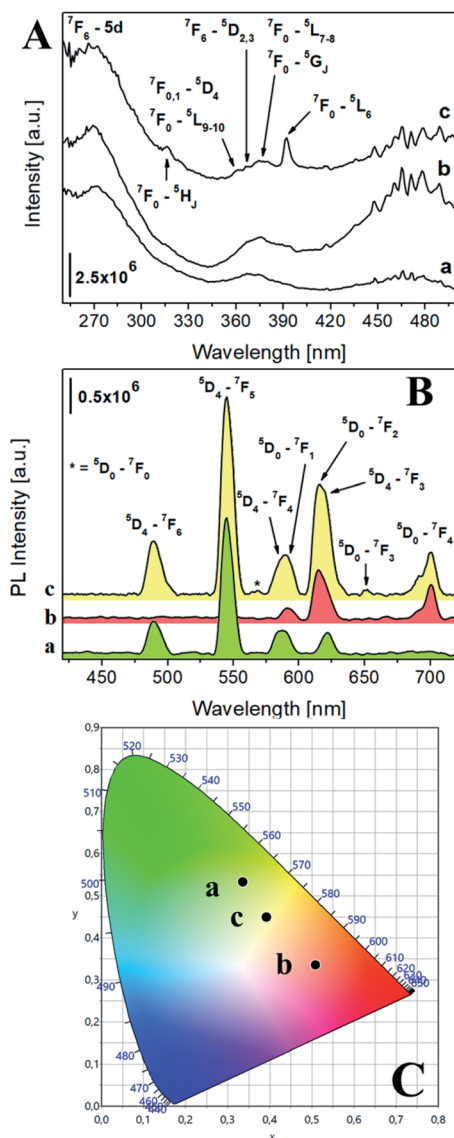 A
⁷F₆ - 5d
⁷F₆ - ⁵D₂,₃
⁷F₀ - ⁵L₇₋₈
⁷F₀ - ⁵G_J
⁷F₀,₁ - ⁵D₄
⁷F₀ - ⁵L₉₋₁₀
⁷F₀ - ⁵L₆
⁷F₀ - ⁵H_J
c
b
a
2.5x10⁶
Intensity [a.u.]
270 300 330 360 390 420 450 480
Wavelength [nm]
B
0.5x10⁶
⁵D₄ - ⁷F₅
* = ⁵D₀ - ⁷F₀
⁵D₀ - ⁷F₂
⁵D₀ - ⁷F₁
⁵D₄ - ⁷F₃
⁵D₄ - ⁷F₄
⁵D₄ - ⁷F₆
⁵D₀ - ⁷F₄
⁵D₀ - ⁷F₃
*
c
b
a
PL Intensity [a.u.]
450 500 550 600 650 700
Wavelength [nm]
0,9
0,8
0,7
0,6
0,5
0,4
0,3
0,2
0,1
0,0
y
520
530
510
540
550
560
500
570
580
590
600
610
620
630
650
490
480
470
460
440
a
c
b
C
0,0 0,1 0,2 0,3 0,4 0,5 0,6 0,7 0,8
x